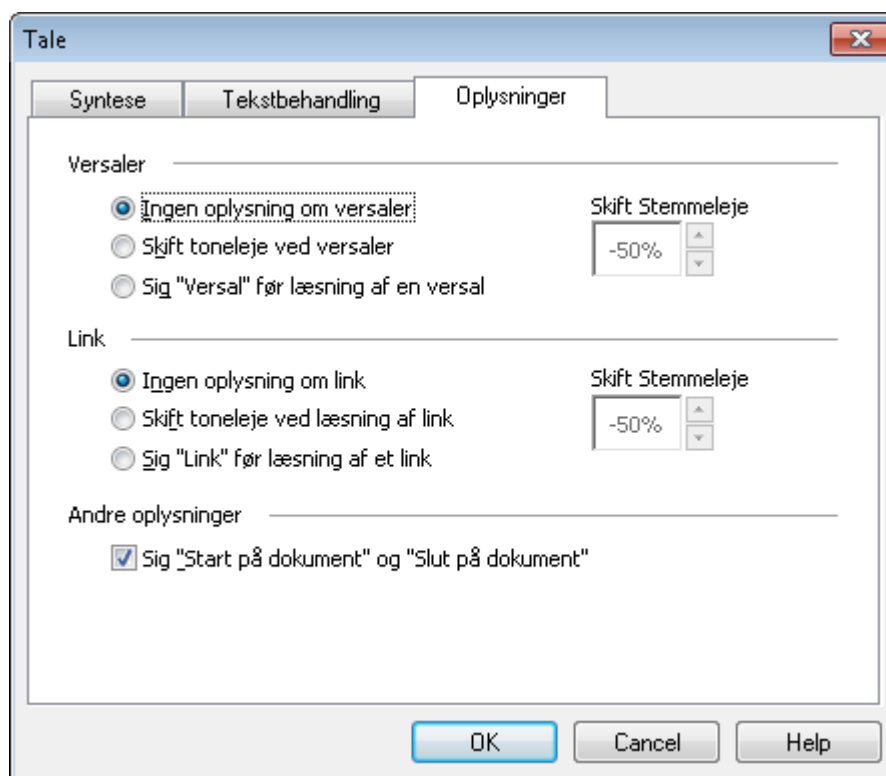 Tale
Syntese
Tekstbehandling
Oplysninger
Versaler
Ingen oplysning om versaler
Skift Stemmeleje
Skift toneleje ved versaler
-50%
Sig "Versal" før læsning af en versal
Link
Ingen oplysning om link
Skift Stemmeleje
Skift toneleje ved læsning af link
-50%
Sig "Link" før læsning af et link
Andre oplysninger
Sig "Start på dokument" og "Slut på dokument"
OK
Cancel
Help